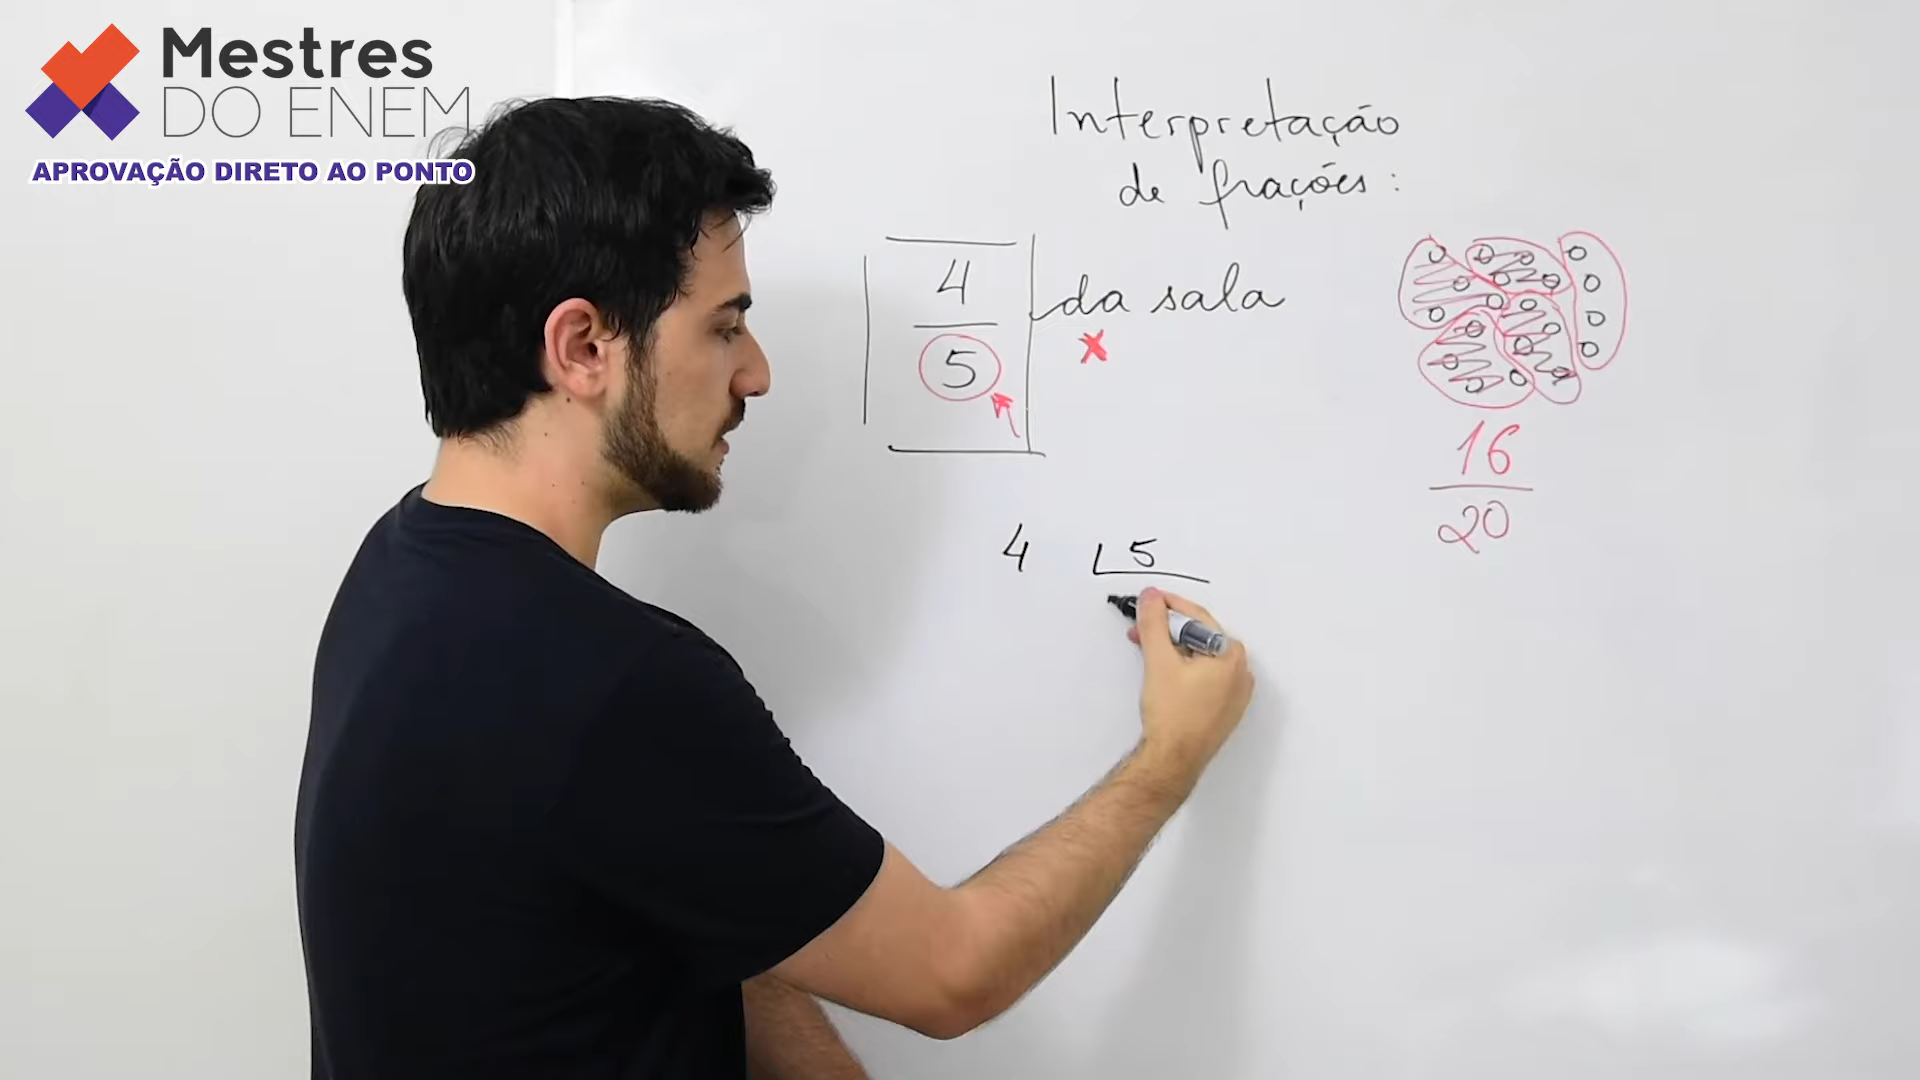 Mestres
DO ENEM
APROVAÇÃO DIRETO AO PONTO
Interpretação
de frações:
4
5
da sala
x
16
20
4 5